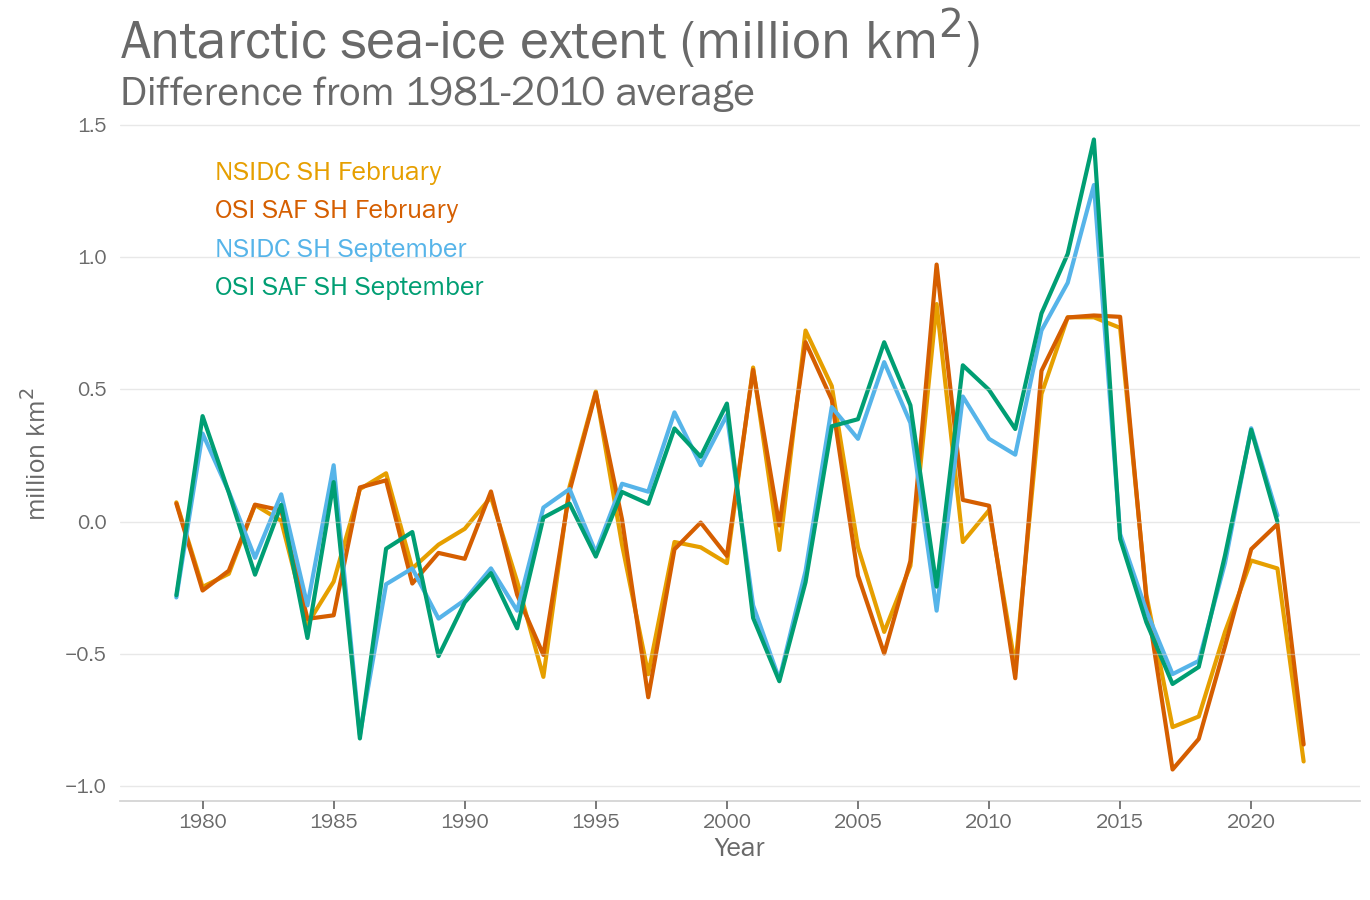 Antarctic sea-ice extent (million km²)
Difference from 1981-2010 average
1.5
NSIDC SH February
OSI SAF SH February
NSIDC SH September
1.0
OSI SAF SH September
0.5
million km²
0.0
−0.5
−1.0
1980 1985 1990 1995 2000 2005 2010 2015 2020
Year